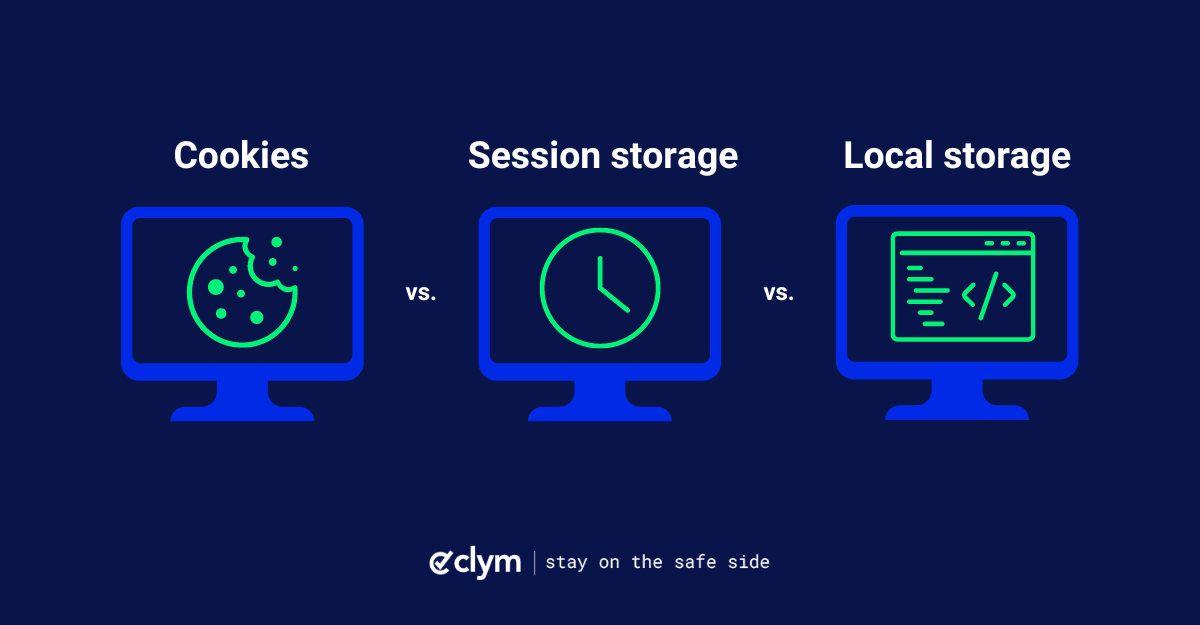 Cookies
Session storage
Local storage
vs.
vs.
</>
clym
stay on the safe side